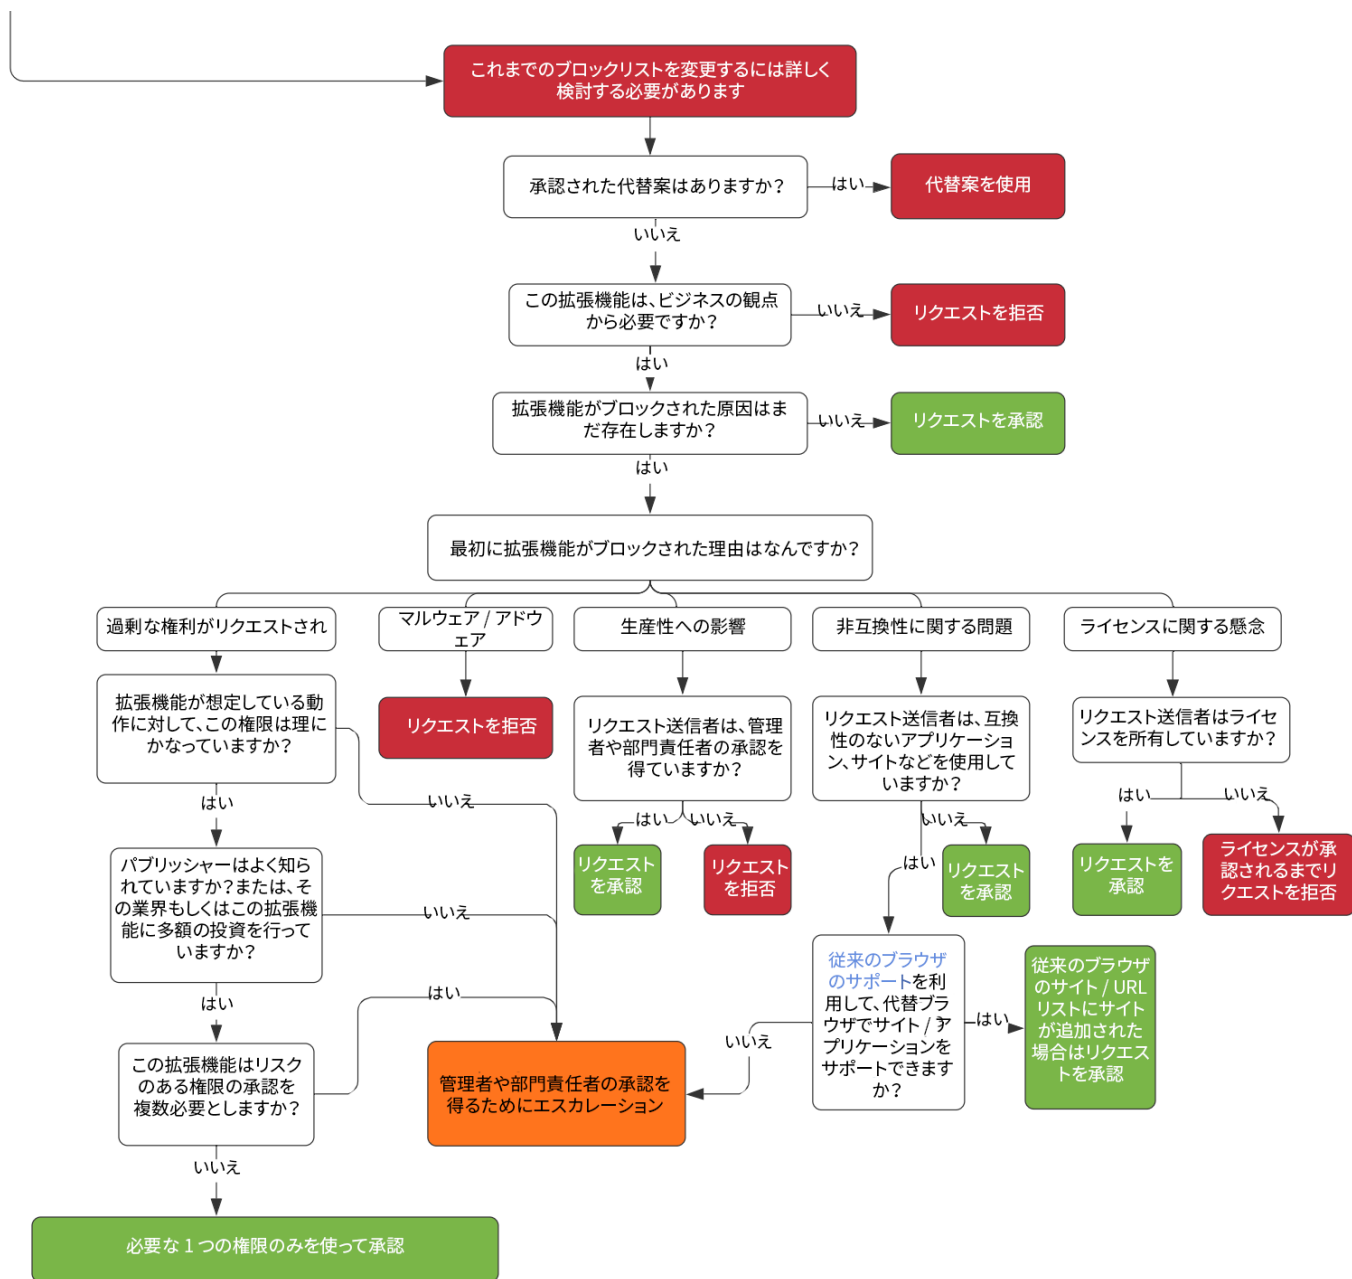 これまでのブロックリストを変更するには詳しく
検討する必要があります
承認された代替案はありますか？
はい
代替案を使用
いいえ
この拡張機能は、ビジネスの観点
から必要ですか？
いいえ
リクエストを拒否
はい
拡張機能がブロックされた原因はま
だ存在しますか？
いいえ
リクエストを承認
はい
最初に拡張機能がブロックされた理由はなんですか？
過剰な権利がリクエストされ
マルウェア / アドウ
ェア
生産性への影響
非互換性に関する問題
ライセンスに関する懸念
拡張機能が想定している動
作に対して、この権限は理に
かなっていますか？
リクエストを拒否
リクエスト送信者は、管理
者や部門責任者の承認を
得ていますか？
リクエスト送信者は、互換
性のないアプリケーショ
ン、サイトなどを使用して
いますか？
リクエスト送信者はライセ
ンスを所有していますか？
はい
いいえ
はい
いいえ
いいえ
はい
いいえ
パブリッシャーはよく知ら
れていますか？または、そ
の業界もしくはこの拡張機
能に多額の投資を行って
いますか？
リクエスト
を承認
リクエスト
を拒否
はい
リクエスト
を承認
リクエストを
承認
ライセンスが承
認されるまでリ
クエストを拒否
いいえ
はい
はい
従来のブラウザ
のサポートを利
用して、代替ブラ
ウザでサイト / ア
プリケーションを
サポートできます
か？
はい
いいえ
従来のブラウザ
のサイト / URL
リストにサイト
が追加された
場合はリクエス
トを承認
この拡張機能はリスク
のある権限の承認を
複数必要としますか？
管理者や部門責任者の承認を
得るためにエスカレーション
いいえ
必要な 1 つの権限のみを使って承認